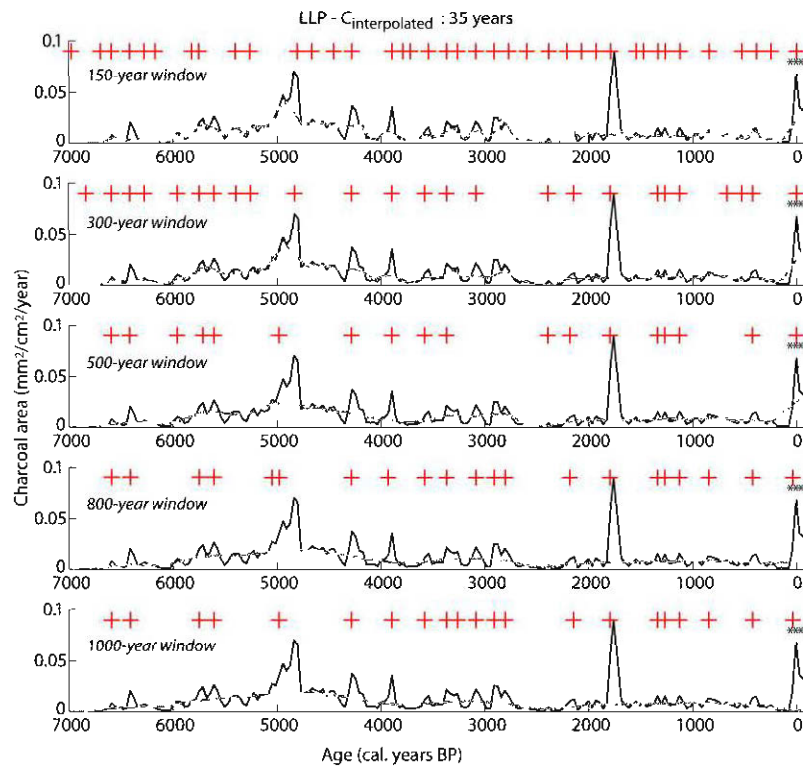 LLP - Cinterpolated : 35 years
Charcoal area (mm²/cm²/year)
0.1
150-year window
***
0.05
0
7000 6000 5000 4000 3000 2000 1000 0
0.1
300-year window
***
0.05
0
7000 6000 5000 4000 3000 2000 1000 0
0.1
500-year window
***
0.05
0
7000 6000 5000 4000 3000 2000 1000 0
0.1
800-year window
***
0.05
0
7000 6000 5000 4000 3000 2000 1000 0
0.1
1000-year window
***
0.05
0
7000 6000 5000 4000 3000 2000 1000 0
Age (cal. years BP)